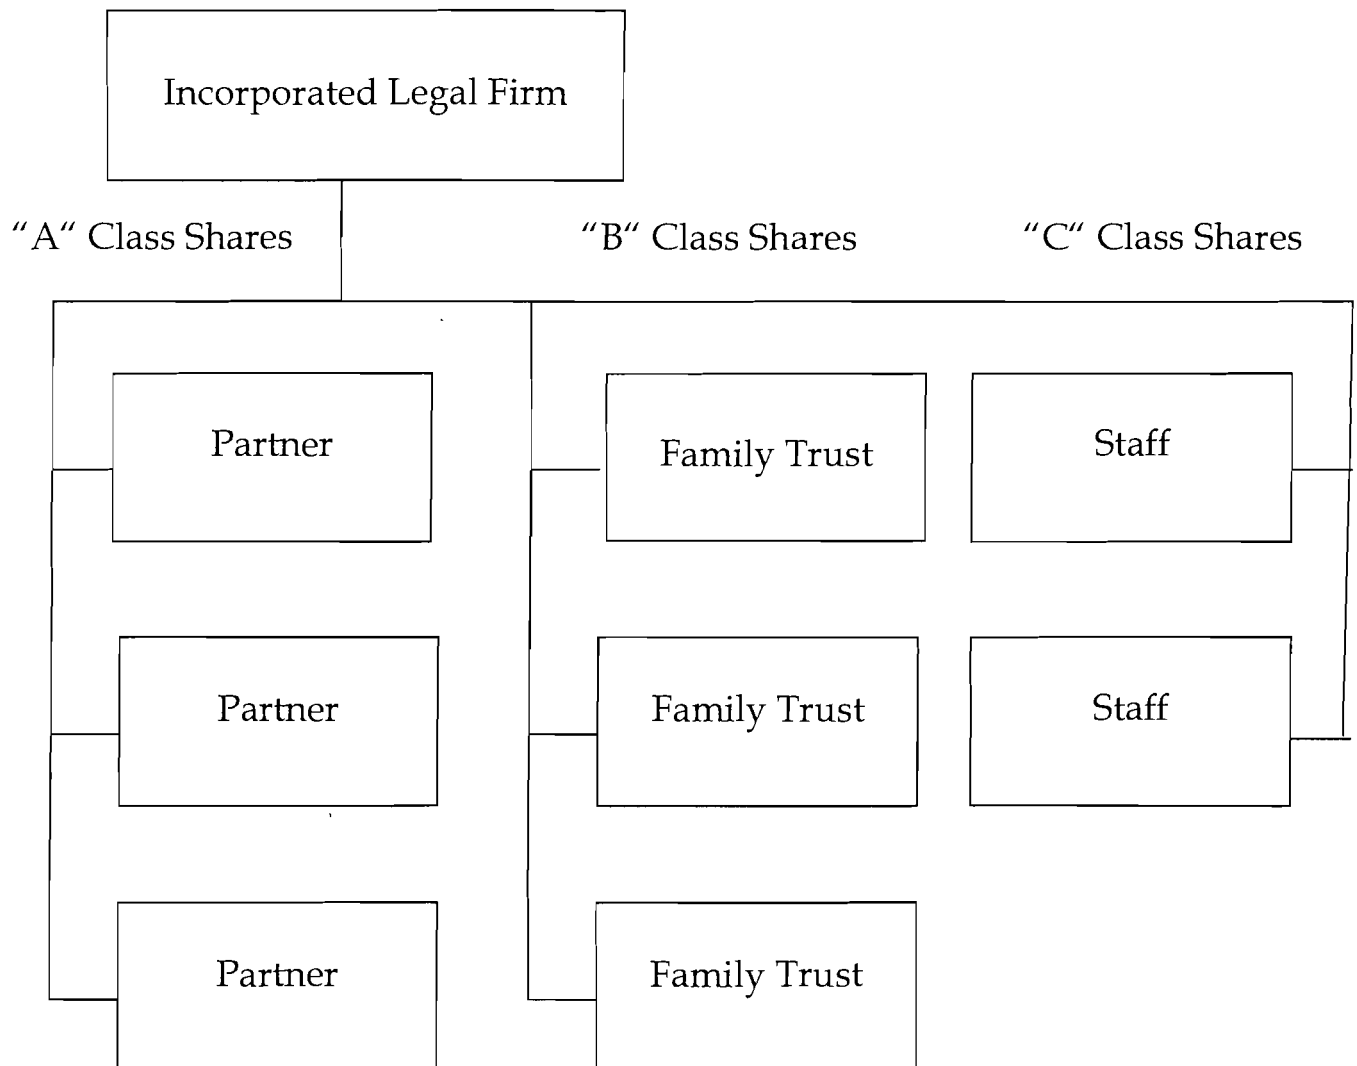 Incorporated Legal Firm
"A" Class Shares
"B" Class Shares
"C" Class Shares
Partner
Family Trust
Staff
Partner
Family Trust
Staff
Partner
Family Trust